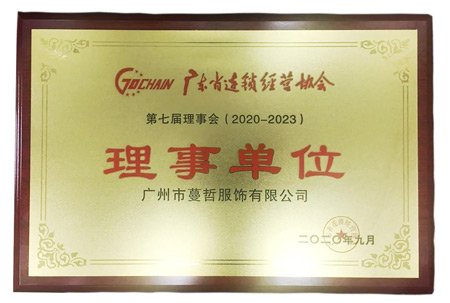 GDCHAIN 广东省连锁经营协会
第七届理事会（2020-2023）
理事单位
广州市蔓哲服饰有限公司
二〇二〇年九月